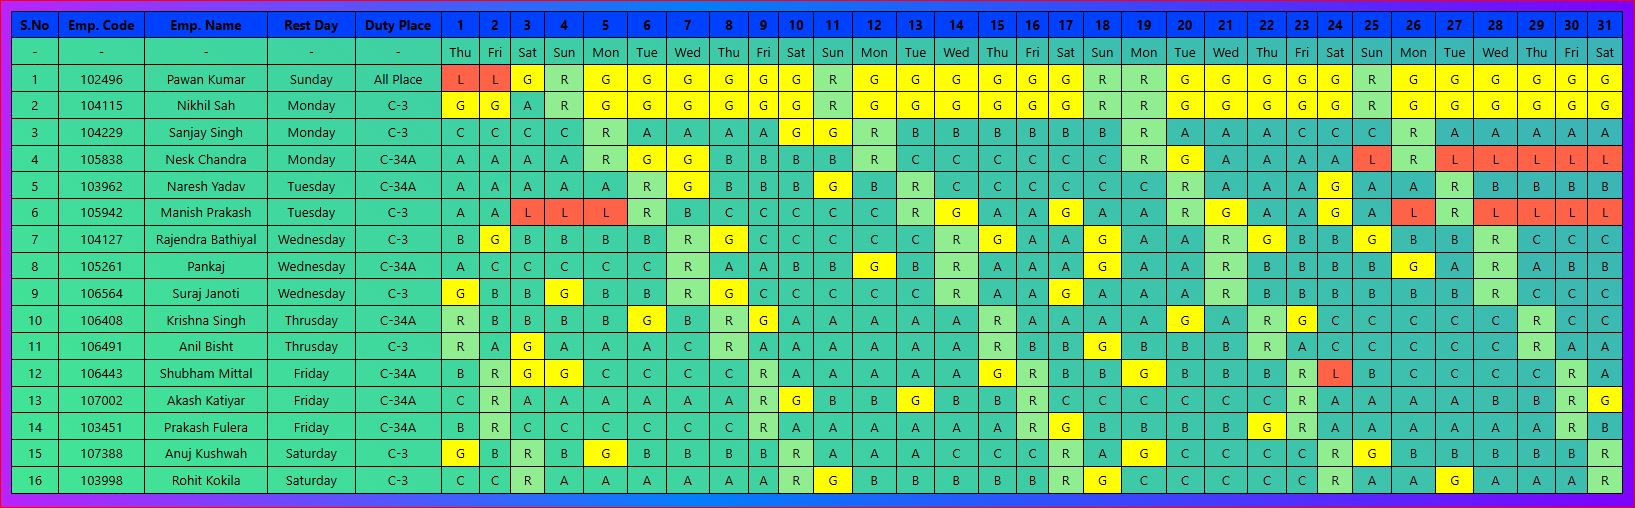 S.No Emp. Code Emp. Name Rest Day Duty Place 1 2 3 4 5 6 7 8 9 10 11 12 13 14 15 16 17 18 19 20 21 22 23 24 25 26 27 28 29 30 31
- - - - - Thu Fri Sat Sun Mon Tue Wed Thu Fri Sat Sun Mon Tue Wed Thu Fri Sat Sun Mon Tue Wed Thu Fri Sat Sun Mon Tue Wed Thu Fri Sat
1 102496 Pawan Kumar Sunday All Place L L G R G G G G G G R G G G G G G R R G G G G G R G G G G G G
2 104115 Nikhil Sah Monday C-3 G G A R G G G G G G R G G G G G G R R G G G G G R G G G G G G
3 104229 Sanjay Singh Monday C-3 C C C C R A A A A G G R B B B B B B R A A A C C C R A A A A A
4 105838 Nesk Chandra Monday C-34A A A A A R G G B B B B R C C C C C C R G A A A A L R L L L L L
5 103962 Naresh Yadav Tuesday C-34A A A A A A R G B B B G B R C C C C C C R A A A G A A R B B B B
6 105942 Manish Prakash Tuesday C-3 A A L L L R B C C C C C R G A A G A A R G A A G A L R L L L L
7 104127 Rajendra Bathiyal Wednesday C-3 B G B B B B R G C C C C C R G A A G A A R G B B G B B R C C C
8 105261 Pankaj Wednesday C-34A A C C C C C R A A B B G B R A A A G A A R B B B B G A R A B B
9 106564 Suraj Janoti Wednesday C-3 G B B G B B R G C C C C C R A A G A A A R B B B B B B R C C C
10 106408 Krishna Singh Thrusday C-34A R B B B B G B R G A A A A A R A A A A G A R G C C C C C R C C
11 106491 Anil Bisht Thrusday C-3 R A G A A A C R A A A A A A R B B G B B B R A C C C C C R A A
12 106443 Shubham Mittal Friday C-34A B R G G C C C C R A A A A A G R B B G B B B R L B C C C C R A
13 107002 Akash Katiyar Friday C-34A C R A A A A A A R G B B G B B R C C C C C C R A A A A B B R G
14 103451 Prakash Fulera Friday C-34A B R C C C C C C R A A A A A A R G B B B B G R A A A A A A R B
15 107388 Anuj Kushwah Saturday C-3 G B R B G B B B B R A A A C C C R A G C C C C R G B B B B B R
16 103998 Rohit Kokila Saturday C-3 C C R A A A A A A R G B B B B B R G C C C C C R A A G A A A R